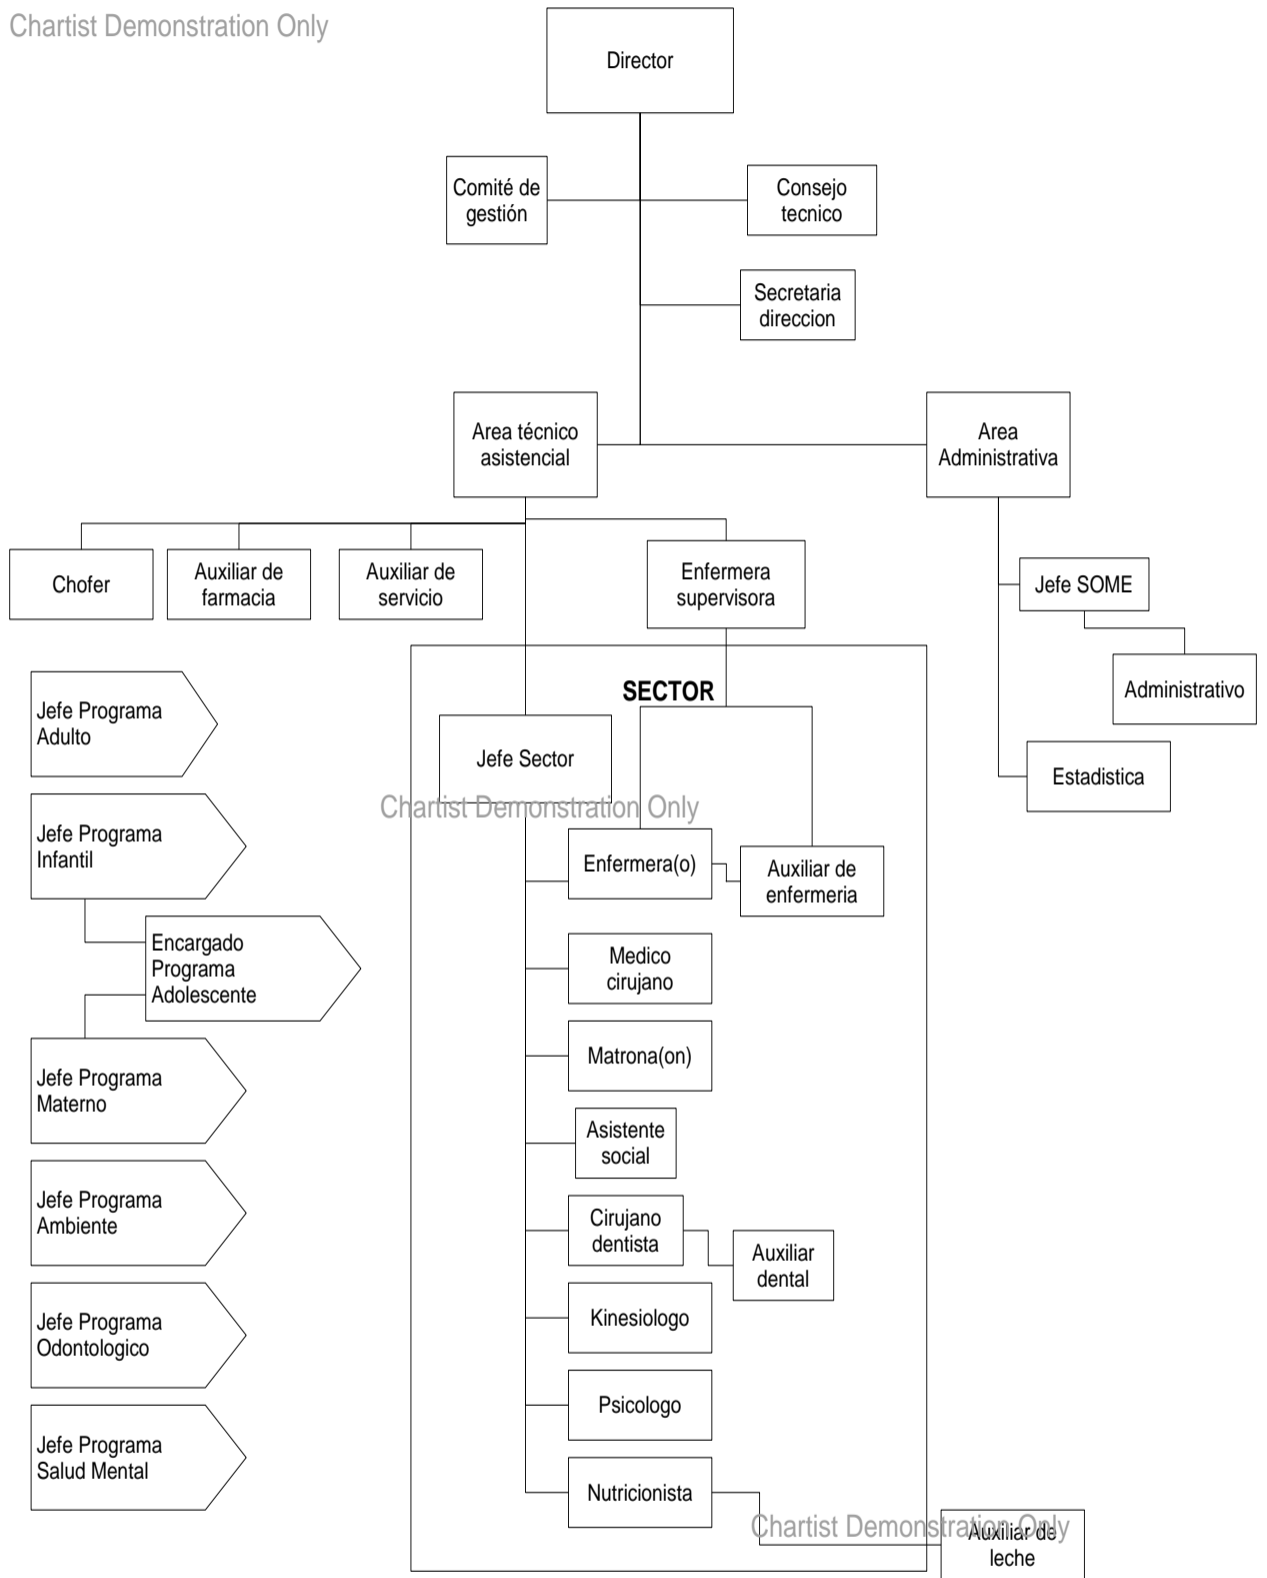 Chartist Demonstration Only
Director
Comité de
gestión
Consejo
tecnico
Secretaria
direccion
Area técnico
asistencial
Area
Administrativa
Chofer
Auxiliar de
farmacia
Auxiliar de
servicio
Enfermera
supervisora
Jefe SOME
Administrativo
Estadistica
SECTOR
Jefe Sector
Chartist Demonstration Only
Jefe Programa
Adulto
Jefe Programa
Infantil
Encargado
Programa
Adolescente
Jefe Programa
Materno
Jefe Programa
Ambiente
Jefe Programa
Odontologico
Jefe Programa
Salud Mental
Enfermera(o)
Auxiliar de
enfermeria
Medico
cirujano
Matrona(on)
Asistente
social
Cirujano
dentista
Auxiliar
dental
Kinesiologo
Psicologo
Nutricionista
Chartist Demonstration Only
Auxiliar de
leche